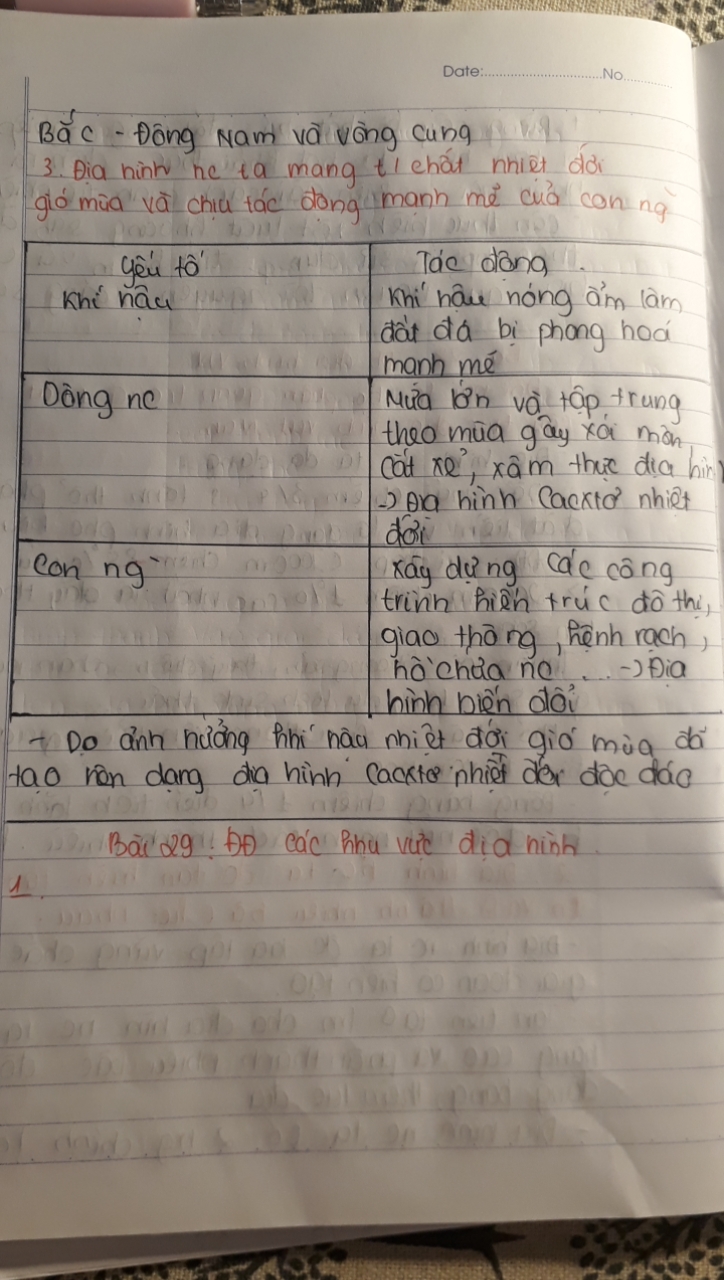 Date:..............................No............
Bắc - Đông Nam và vòng cung
3. Địa hình nc ta mang t/chất nhiệt đới
gió mùa và chịu tác động mạnh mẽ của con ng`
Yếu tố
Tác động
Khí hậu
Khí hậu nóng ẩm làm
đất đá bị phong hoá
mạnh mẽ
Dòng nc
Mưa lớn và tập trung
theo mùa gây xói mòn,
cắt xẻ, xâm thực địa hìn
-> Địa hình Cacxtơ nhiệt
đới
Con ng`
Xây dựng các công
trình kiến trúc đô thị,
giao thông, kênh rạch,
hồ chứa nc ... -> Địa
hình biến đổi
- Do ảnh hưởng khí hậu nhiệt đới gió mùa đã
tạo nên dạng địa hình Cacxtơ nhiệt đới độc đáo
Bài 29: ĐĐ các khu vực địa hình
1.